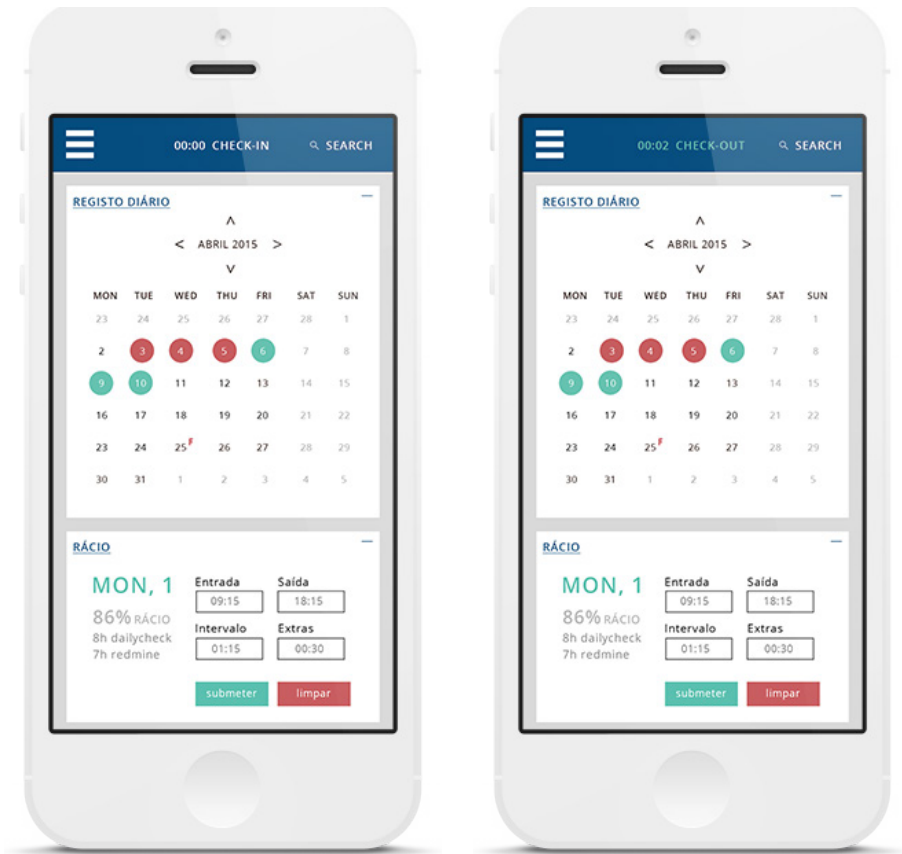 00:00 CHECK-IN SEARCH
REGISTO DIÁRIO
< ABRIL 2015 >
MON TUE WED THU FRI SAT SUN
23 24 25 26 27 28 1
2 3 4 5 6 7 8
9 10 11 12 13 14 15
16 17 18 19 20 21 22
23 24 25 F 26 27 28 29
30 31 1 2 3 4 5
RÁCIO
MON, 1
86% RÁCIO
8h dailycheck
7h redmine
Entrada Saída
09:15 18:15
Intervalo Extras
01:15 00:30
submeter limpar
00:02 CHECK-OUT SEARCH
REGISTO DIÁRIO
< ABRIL 2015 >
MON TUE WED THU FRI SAT SUN
23 24 25 26 27 28 1
2 3 4 5 6 7 8
9 10 11 12 13 14 15
16 17 18 19 20 21 22
23 24 25 F 26 27 28 29
30 31 1 2 3 4 5
RÁCIO
MON, 1
86% RÁCIO
8h dailycheck
7h redmine
Entrada Saída
09:15 18:15
Intervalo Extras
01:15 00:30
submeter limpar